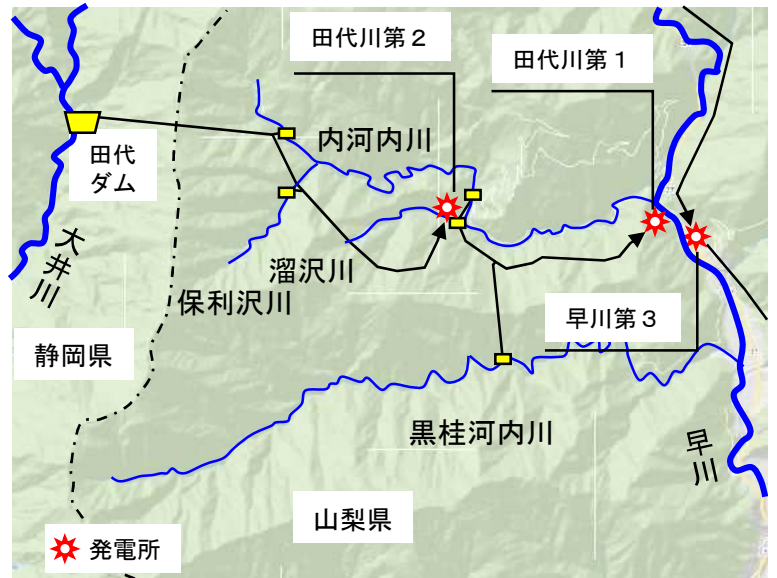 田代川第２
田代川第１
田代
ダム
内河内川
大井川
溜沢川
保利沢川
早川第３
静岡県
黒桂河内川
早川
山梨県
発電所